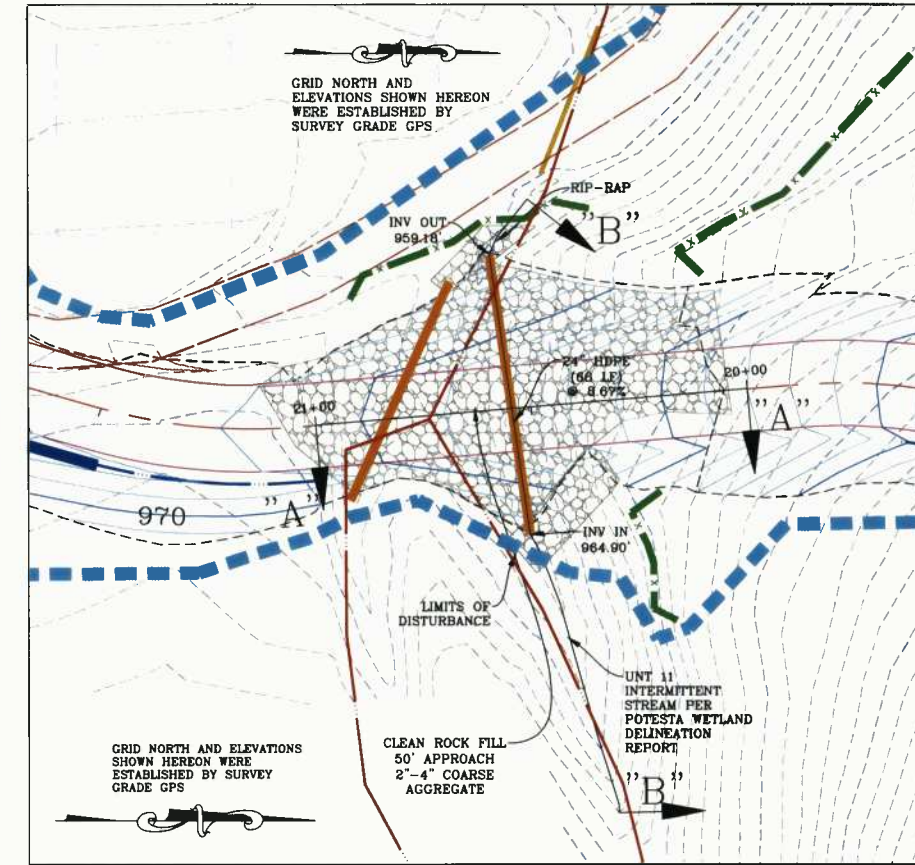 GRID NORTH AND
ELEVATIONS SHOWN HEREON
WERE ESTABLISHED BY
SURVEY GRADE GPS.
RIP-RAP
"B"
INV OUT
959.18'
24" HDPE
(66 LF)
@ 8.67%
20+00
21+00
"A"
"A"
970
INV IN
964.90'
LIMITS OF
DISTURBANCE
UNT 11
INTERMITTENT
STREAM PER
POTESTA WETLAND
DELINEATION
REPORT
CLEAN ROCK FILL
50' APPROACH
2"-4" COARSE
AGGREGATE
"B"
GRID NORTH AND ELEVATIONS
SHOWN HEREON WERE
ESTABLISHED BY SURVEY
GRADE GPS